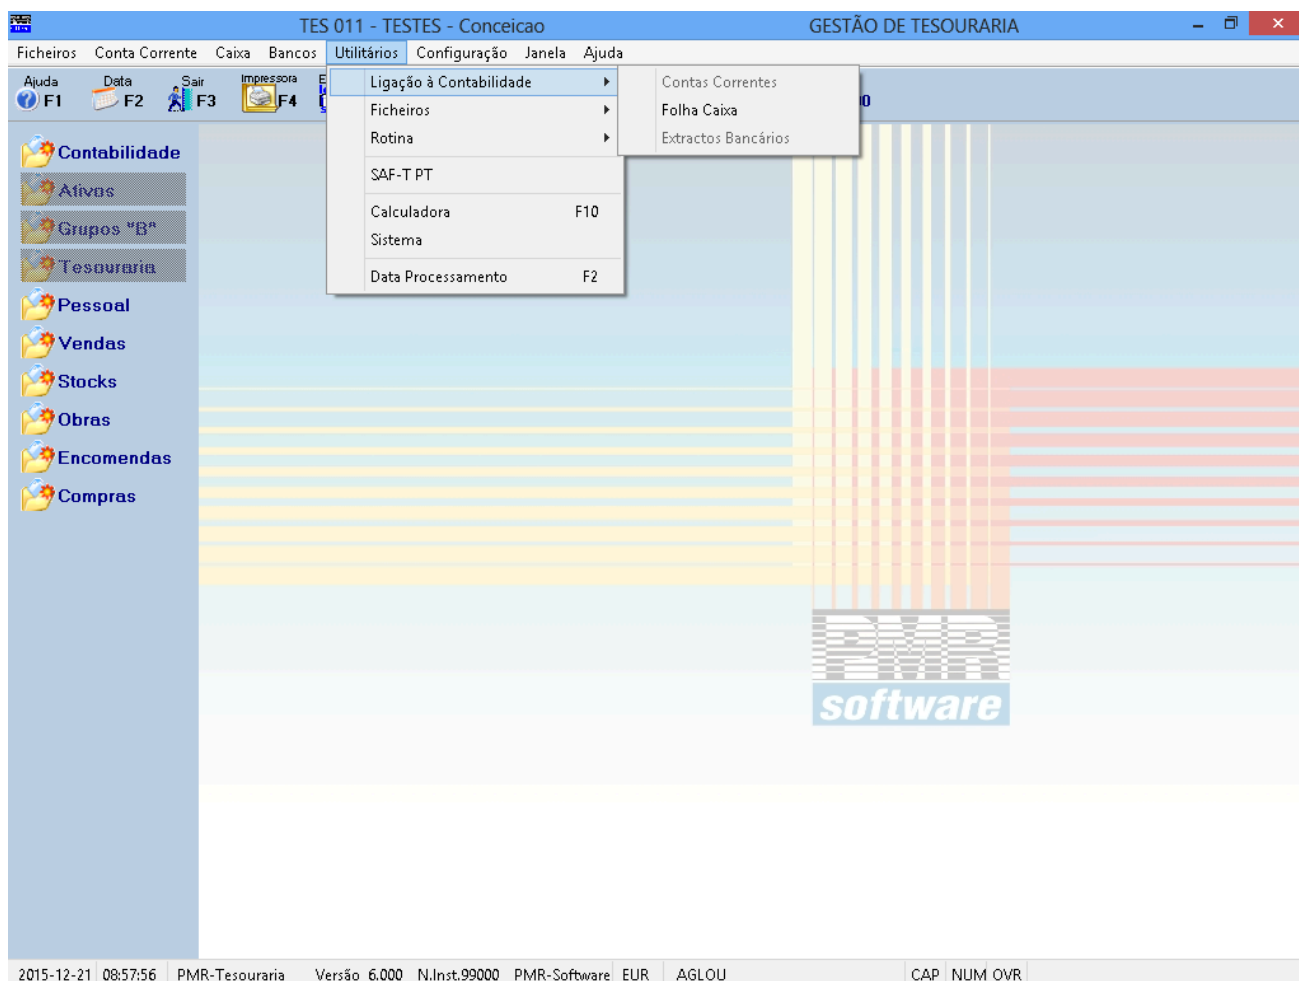 TES 011 - TESTES - Conceicao GESTÃO DE TESOURARIA
Ficheiros Conta Corrente Caixa Bancos Utilitários Configuração Janela Ajuda
Ajuda Data Sair Impressora
F1 F2 F3 F4
Ligação à Contabilidade
Ficheiros
Rotina
SAF-T PT
Calculadora F10
Sistema
Data Processamento F2
Contas Correntes
Folha Caixa
Extractos Bancários
Contabilidade
Ativos
Grupos "B"
Tesouraria
Pessoal
Vendas
Stocks
Obras
Encomendas
Compras
PMR
software
2015-12-21 08:57:56 PMR-Tesouraria Versão 6.000 N.Inst.99000 PMR-Software EUR AGLOU CAP NUM OVR